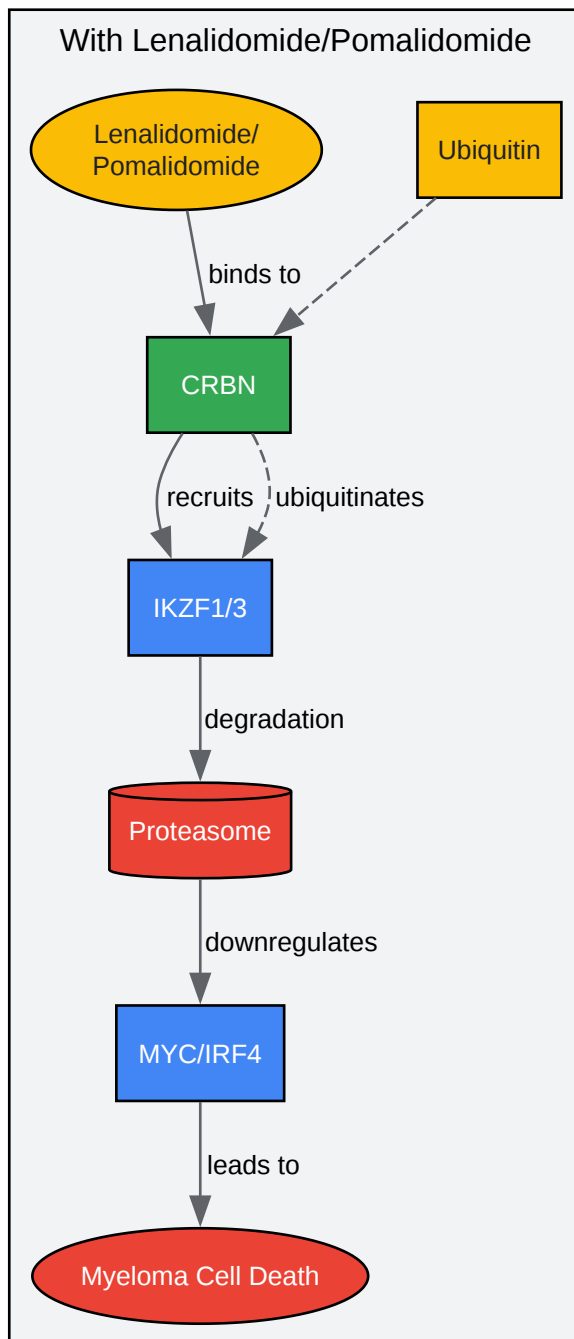 With Lenalidomide/Pomalidomide
Lenalidomide/
Pomalidomide
Ubiquitin
binds to
CRBN
recruits
ubiquitinates
IKZF1/3
degradation
Proteasome
downregulates
MYC/IRF4
leads to
Myeloma Cell Death